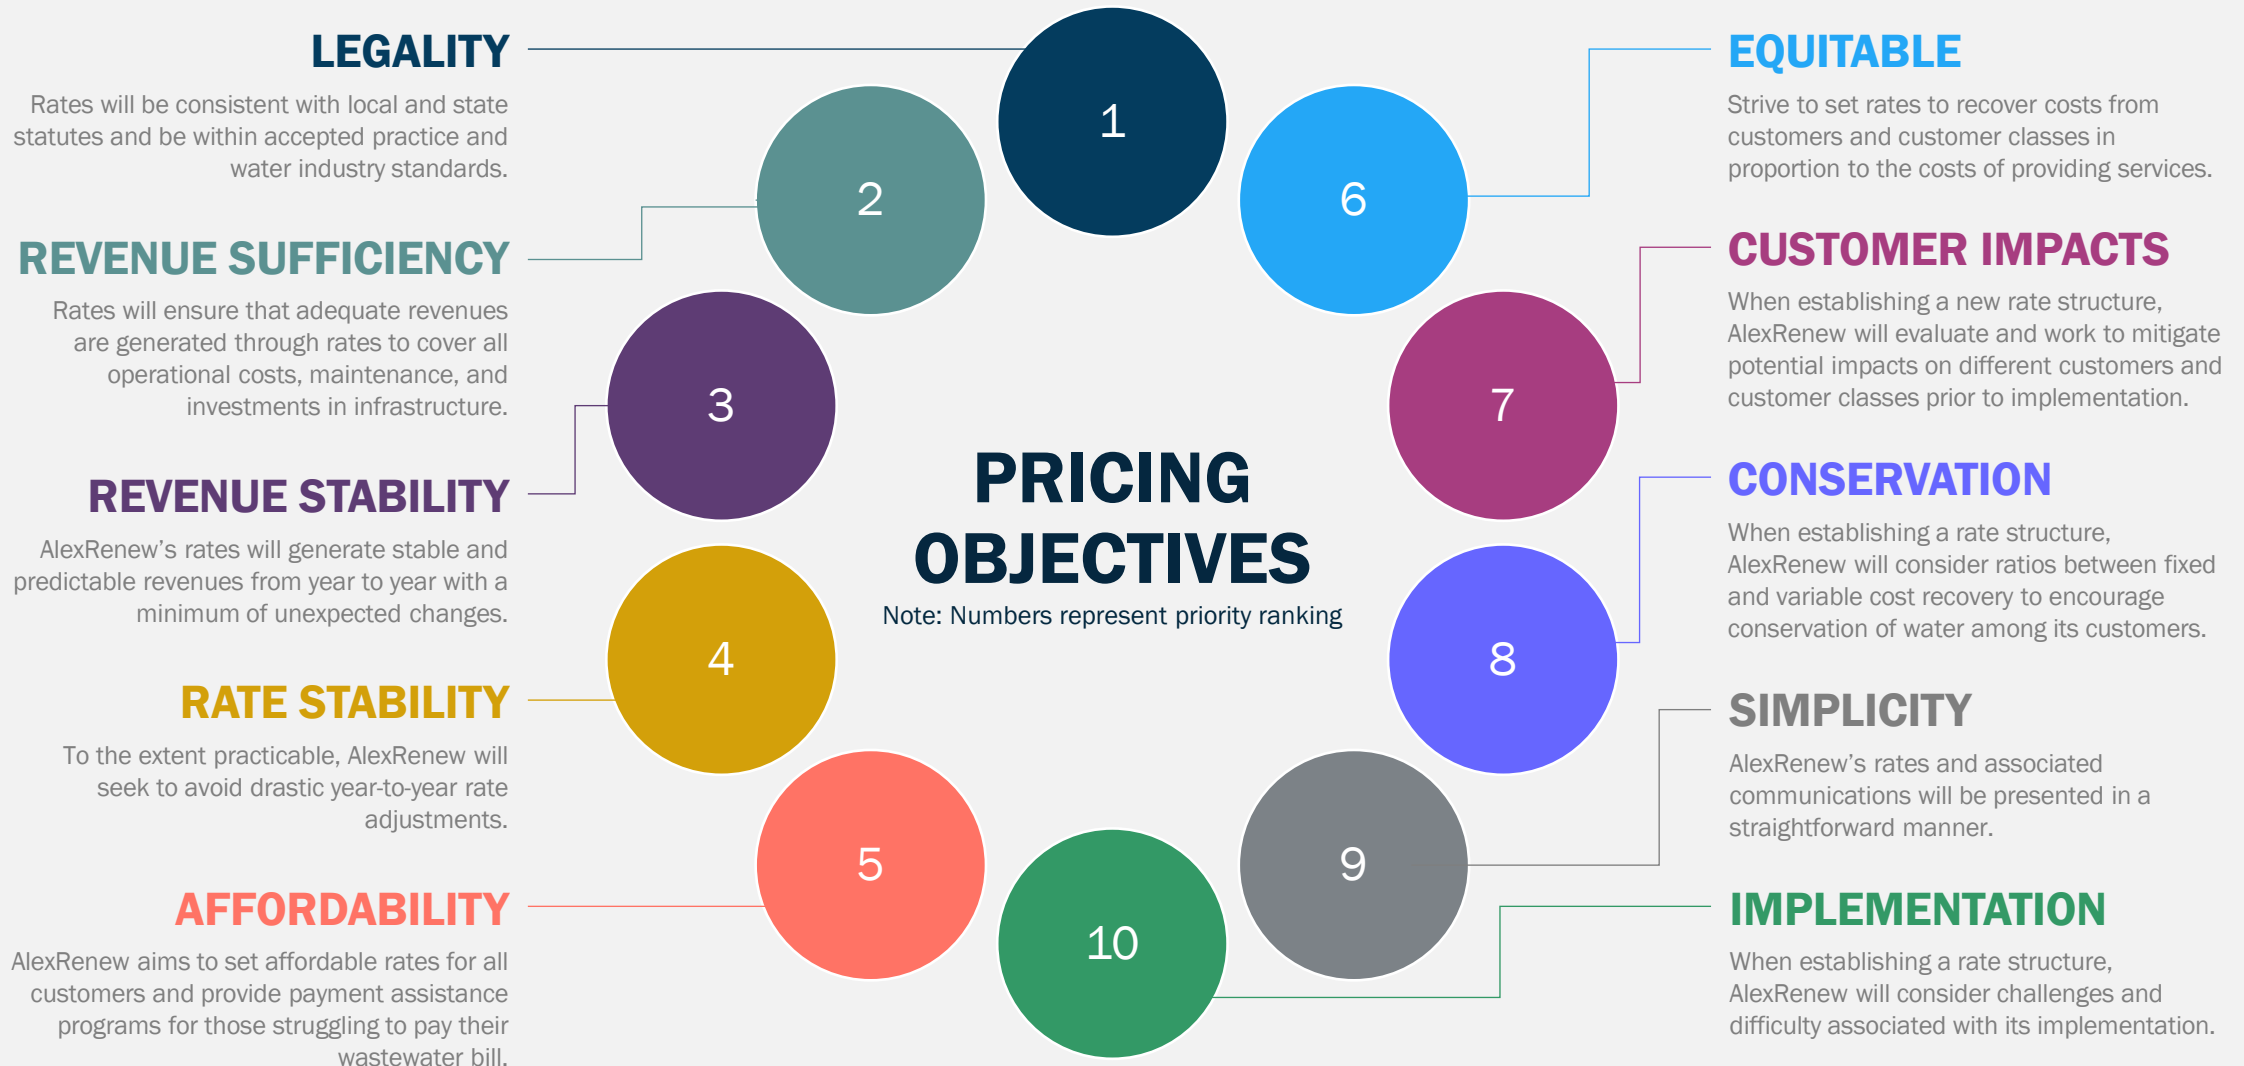 LEGALITY
Rates will be consistent with local and state
statutes and be within accepted practice and
water industry standards.
REVENUE SUFFICIENCY
Rates will ensure that adequate revenues
are generated through rates to cover all
operational costs, maintenance, and
investments in infrastructure.
REVENUE STABILITY
AlexRenew’s rates will generate stable and
predictable revenues from year to year with a
minimum of unexpected changes.
RATE STABILITY
To the extent practicable, AlexRenew will
seek to avoid drastic year-to-year rate
adjustments.
AFFORDABILITY
AlexRenew aims to set affordable rates for all
customers and provide payment assistance
programs for those struggling to pay their
wastewater bill.
1
2
3
4
5
6
7
8
9
10
PRICING
OBJECTIVES
Note: Numbers represent priority ranking
EQUITABLE
Strive to set rates to recover costs from
customers and customer classes in
proportion to the costs of providing services.
CUSTOMER IMPACTS
When establishing a new rate structure,
AlexRenew will evaluate and work to mitigate
potential impacts on different customers and
customer classes prior to implementation.
CONSERVATION
When establishing a rate structure,
AlexRenew will consider ratios between fixed
and variable cost recovery to encourage
conservation of water among its customers.
SIMPLICITY
AlexRenew’s rates and associated
communications will be presented in a
straightforward manner.
IMPLEMENTATION
When establishing a rate structure,
AlexRenew will consider challenges and
difficulty associated with its implementation.